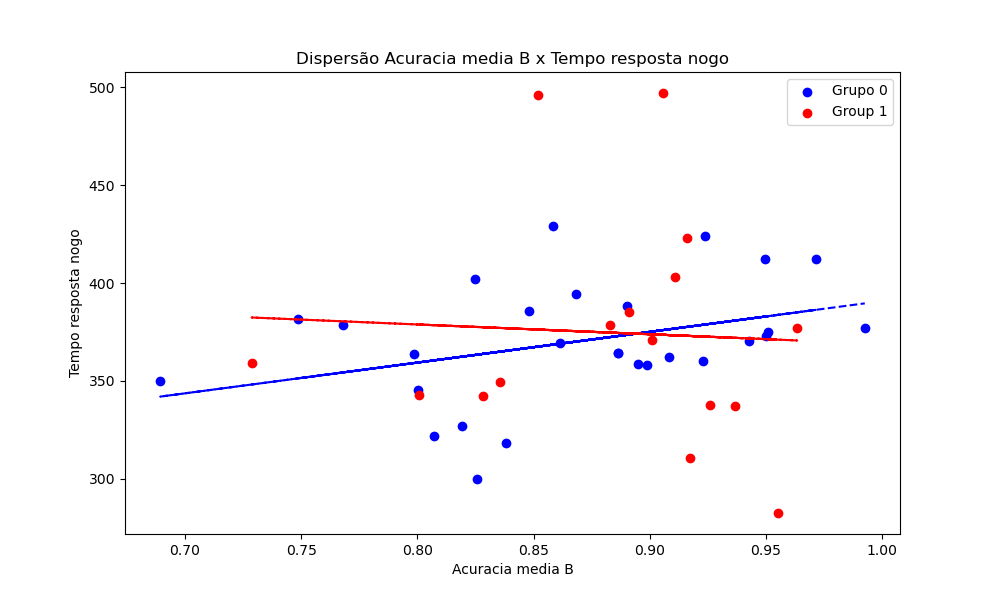 Dispersão Acuracia media B x Tempo resposta nogo
Grupo 0
Group 1
Tempo resposta nogo
500
450
400
350
300
0.70 0.75 0.80 0.85 0.90 0.95 1.00
Acuracia media B